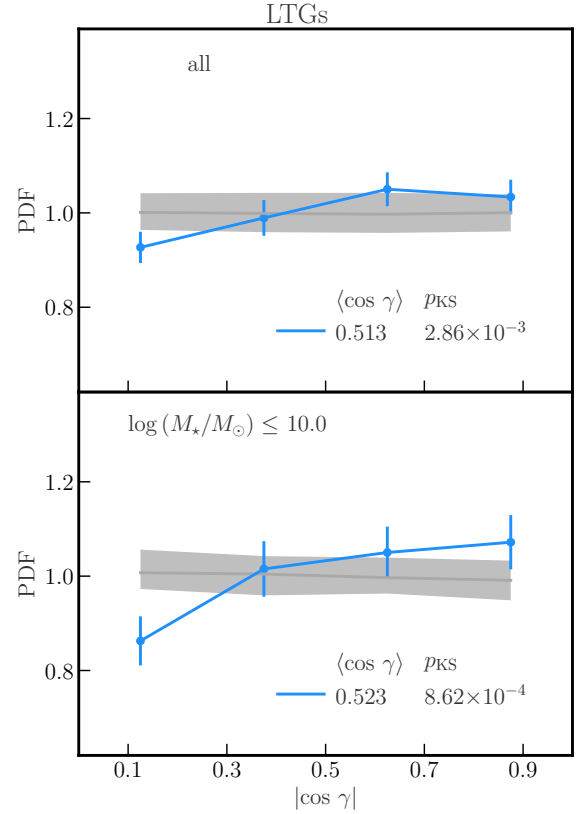 LTGs
all
1.2
1.0
0.8
PDF
⟨cos γ⟩ p_KS
0.513 2.86×10⁻³
log (M⋆/M⊙) ≤ 10.0
1.2
1.0
0.8
PDF
⟨cos γ⟩ p_KS
0.523 8.62×10⁻⁴
0.1 0.3 0.5 0.7 0.9
|cos γ|